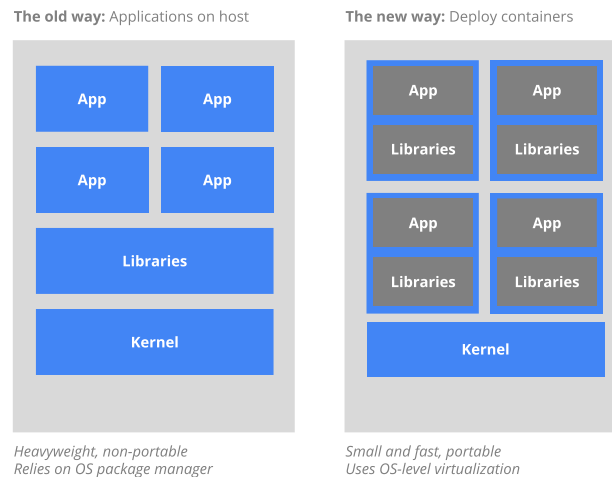 The old way: Applications on host
App App
App App
Libraries
Kernel
Heavyweight, non-portable
Relies on OS package manager
The new way: Deploy containers
App App
Libraries Libraries
App App
Libraries Libraries
Kernel
Small and fast, portable
Uses OS-level virtualization